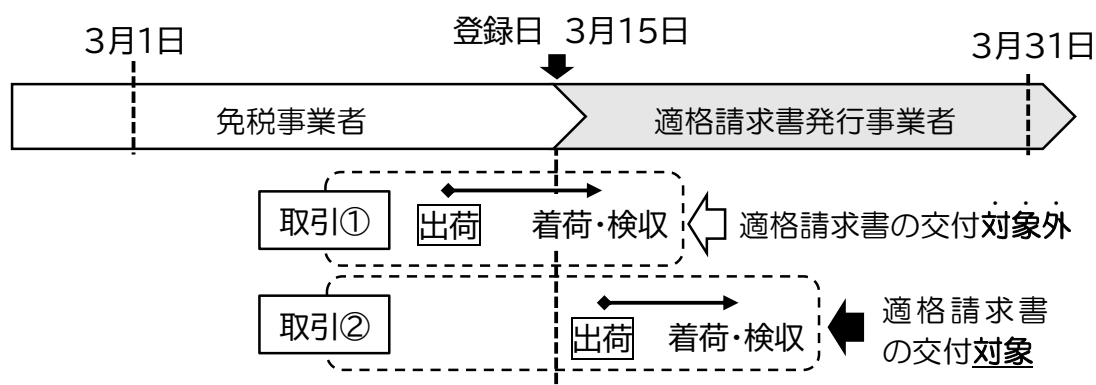 3月1日
登録日 3月15日
3月31日
免税事業者
適格請求書発行事業者
取引①
出荷
着荷・検収
適格請求書の交付対象外
取引②
出荷
着荷・検収
適格請求書
の交付対象